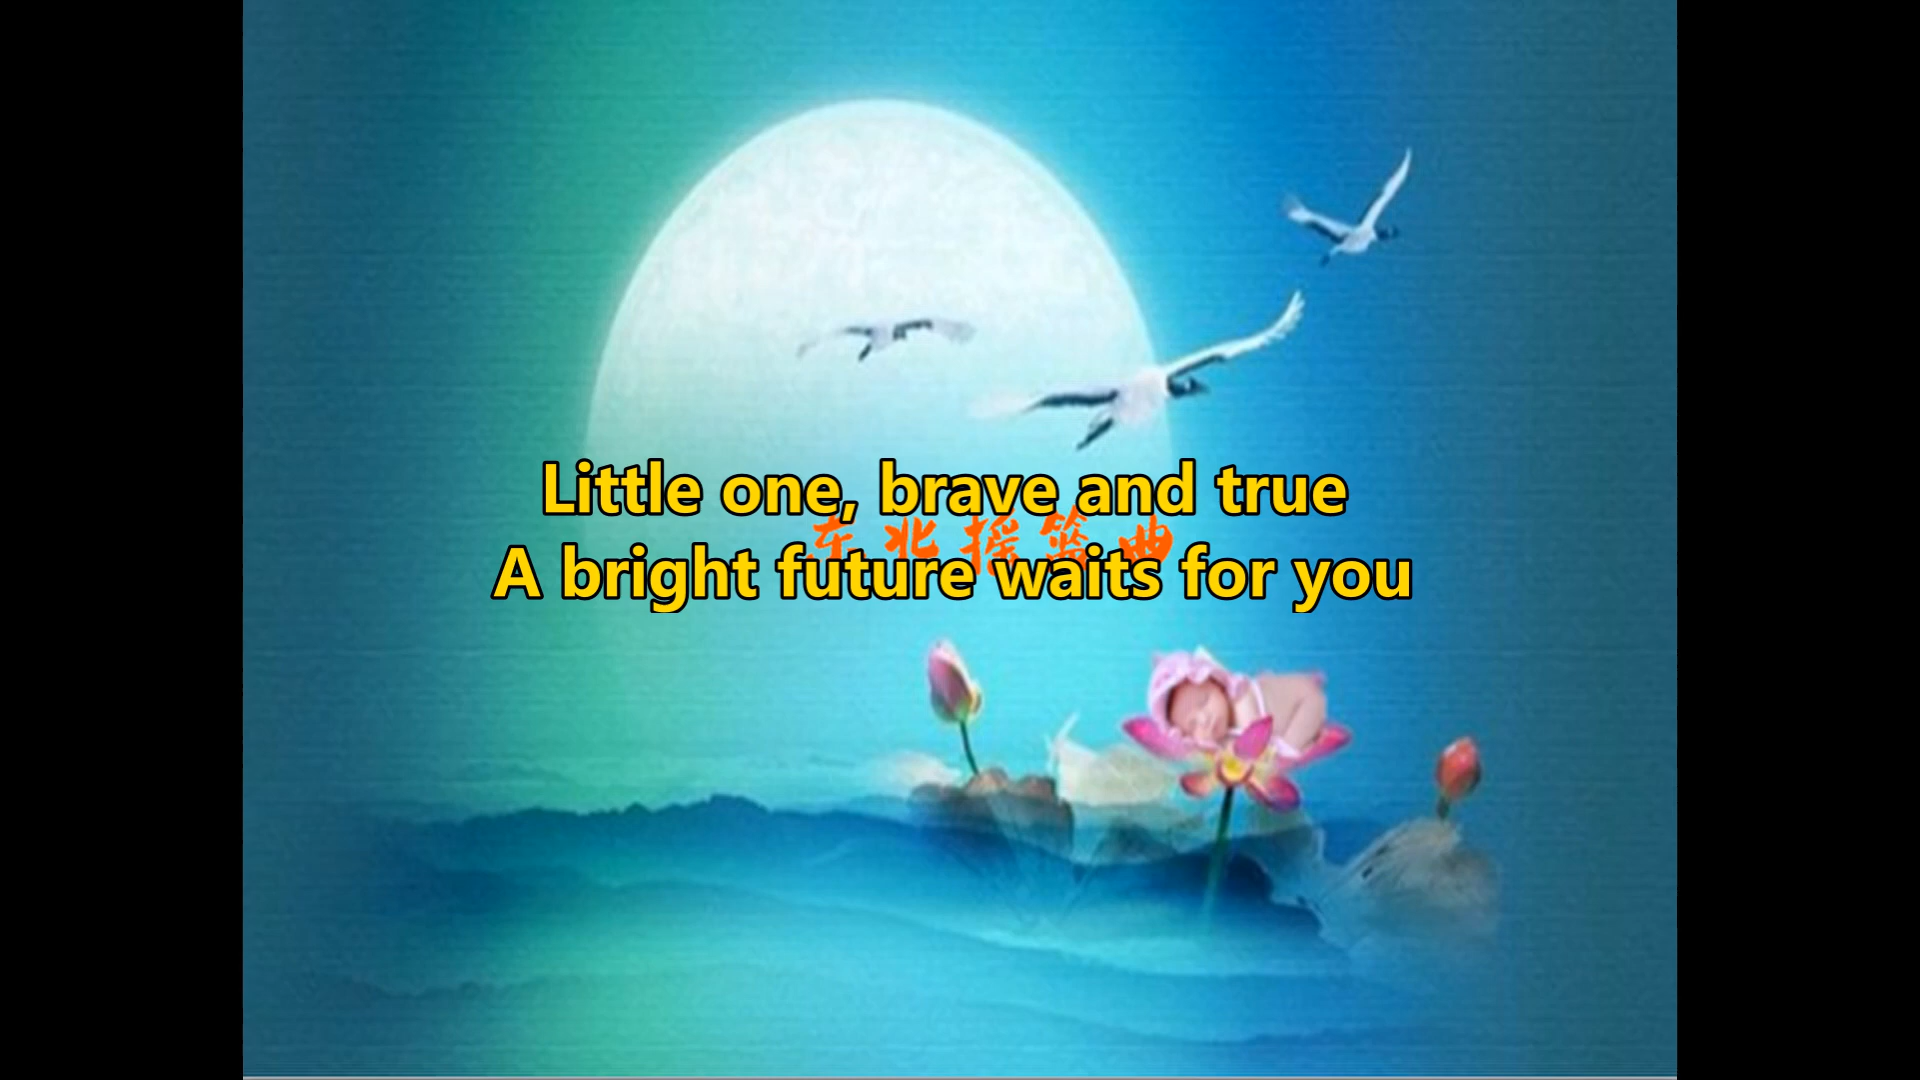 Little one, brave and true
东北摇篮曲
A bright future waits for you